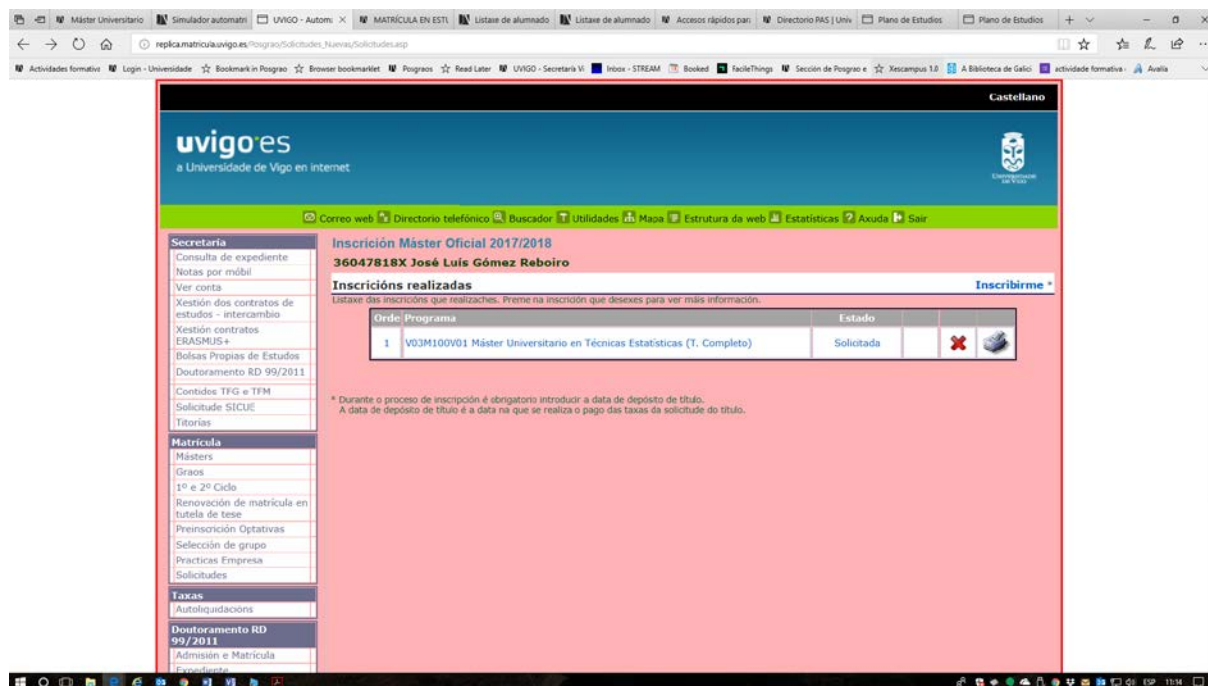 Máster Universitario
Simulador automatri
UVIGO - Autom:
MATRÍCULA EN ESTU
Listaxe de alumnado
Listaxe de alumnado
Accesos rápidos par:
Directorio PAS | Univ
Plano de Estudios
Plano de Estudios
replica.matricula.uvigo.es/Posgrao/Solicitudes_Nuevas/Solicitudes.asp
Actividades formative
Login - Universidade
Bookmark in Posgrao
Browser bookmarklet
Posgraos
Read Later
UVIGO - Secretaría Vi
Inbox - STREAM
Booked
FacileThings
Sección de Posgrao e
Xescampus 1.0
A Biblioteca de Galici
actividade formativa -
Avalía
Castellano
uvigo es
a Universidade de Vigo en internet
Correo web Directorio telefónico Buscador Utilidades Mapa Estrutura da web Estatísticas Axuda Sair
Secretaría
Consulta de expediente
Notas por móbil
Ver conta
Xestión dos contratos de
estudos - intercambio
Xestión contratos
ERASMUS+
Bolsas Propias de Estudos
Doutoramento RD 99/2011
Contidos TFG e TFM
Solicitude SICUE
Titorías
Matrícula
Másters
Graos
1º e 2º Ciclo
Renovación de matrícula en
tutela de tese
Preinscrición Optativas
Selección de grupo
Practicas Empresa
Solicitudes
Taxas
Autoliquidacións
Doutoramento RD
99/2011
Admisión e Matrícula
Expediente
Inscrición Máster Oficial 2017/2018
36047818X José Luís Gómez Reboiro
Inscricións realizadas Inscribirme *
Listaxe das inscricións que realizaches. Preme na inscrición que desexes para ver máis información.
Orde Programa Estado
1 V03M100V01 Máster Universitario en Técnicas Estatísticas (T. Completo) Solicitada
* Durante o proceso de inscripción é obrigatorio introducir a data de depósito de título.
A data de depósito de título é a data na que se realiza o pago das taxas da solicitude do título.
ESP 11:14